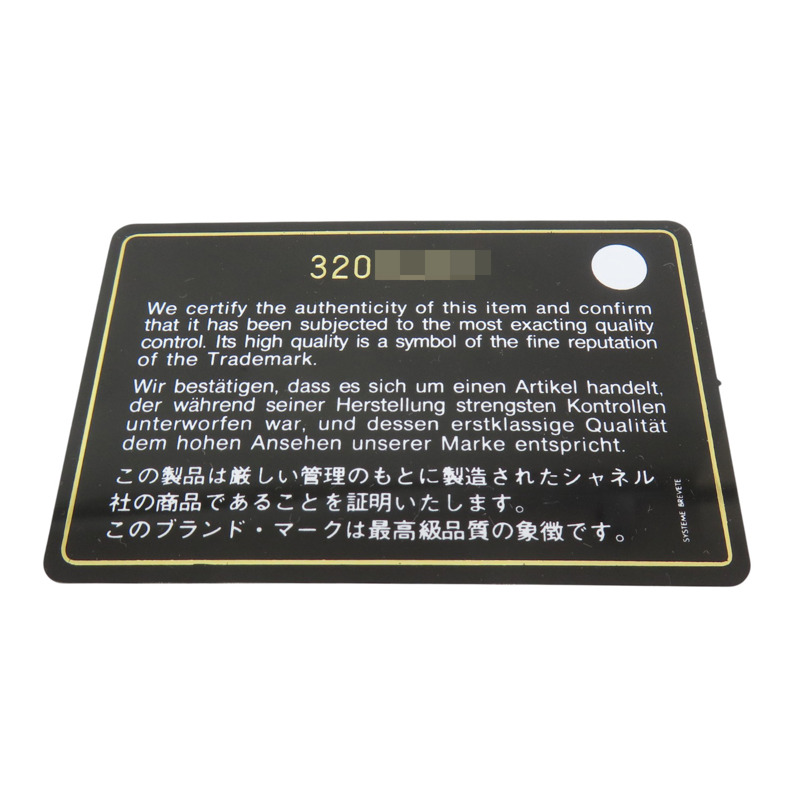 320
We certify the authenticity of this item and confirm
that it has been subjected to the most exacting quality
control. Its high quality is a symbol of the fine reputation
of the Trademark.
Wir bestätigen, dass es sich um einen Artikel handelt,
der während seiner Herstellung strengsten Kontrollen
unterworfen war, und dessen erstklassige Qualität
dem hohen Ansehen unserer Marke entspricht.
この製品は厳しい管理のもとに製造されたシャネル
社の商品であることを証明いたします。
このブランド・マークは最高級品質の象徴です。
SYSTEME BREVETE